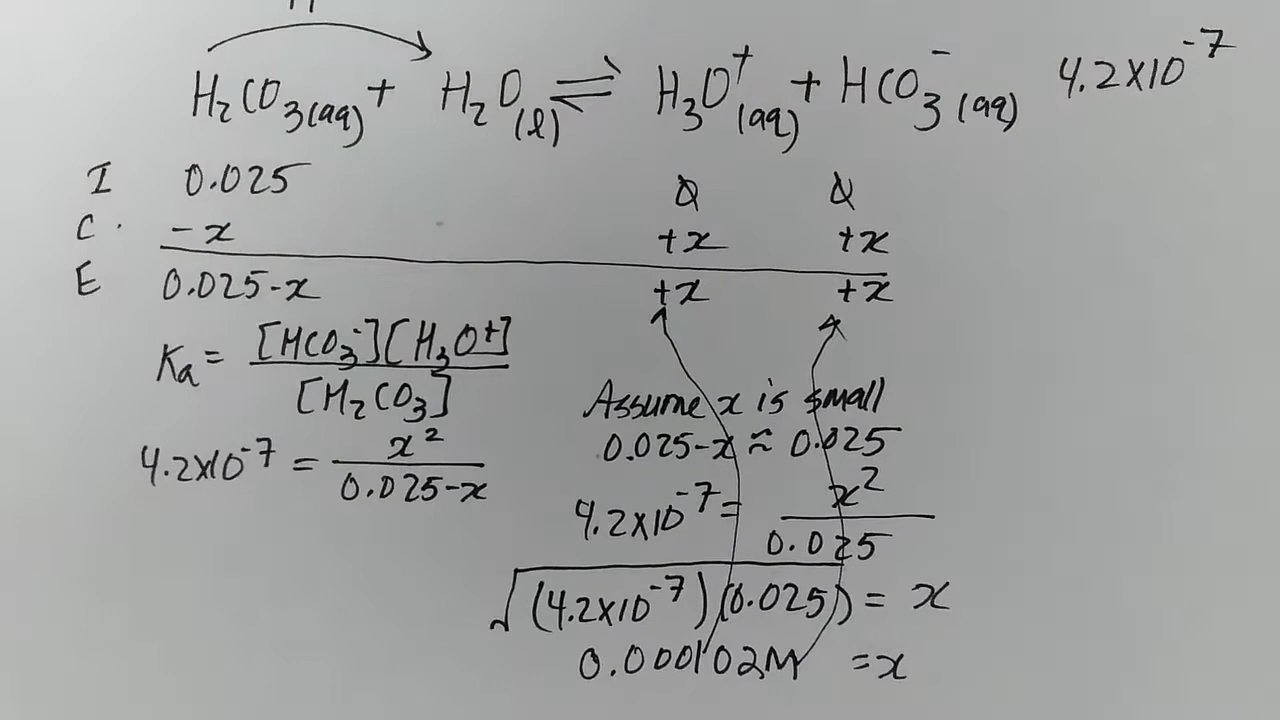 H₂CO₃(aq) + H₂O(l) ⇌ H₃O⁺(aq) + HCO₃⁻(aq) 4.2x10⁻⁷
I 0.025 0 0
C. -x +x +x
E 0.025-x +x +x
Ka = [HCO₃⁻][H₃O⁺] / [H₂CO₃]
4.2x10⁻⁷ = x² / 0.025-x
Assume x is small
0.025-x ≈ 0.025
4.2x10⁻⁷ = x² / 0.025
√(4.2x10⁻⁷)(0.025) = x
0.000102M = x